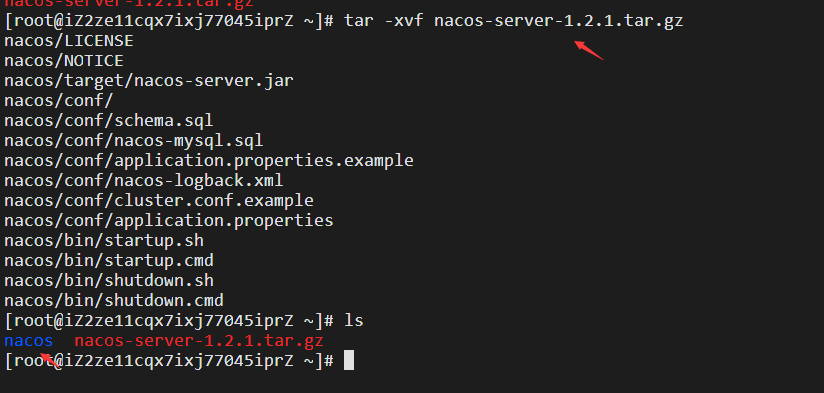 nacos-server-1.2.1.tar.gz
[root@iZ2ze11cqx7ixj77045iprZ ~]# tar -xvf nacos-server-1.2.1.tar.gz
nacos/LICENSE
nacos/NOTICE
nacos/target/nacos-server.jar
nacos/conf/
nacos/conf/schema.sql
nacos/conf/nacos-mysql.sql
nacos/conf/application.properties.example
nacos/conf/nacos-logback.xml
nacos/conf/cluster.conf.example
nacos/conf/application.properties
nacos/bin/startup.sh
nacos/bin/startup.cmd
nacos/bin/shutdown.sh
nacos/bin/shutdown.cmd
[root@iZ2ze11cqx7ixj77045iprZ ~]# ls
nacos  nacos-server-1.2.1.tar.gz
[root@iZ2ze11cqx7ixj77045iprZ ~]#